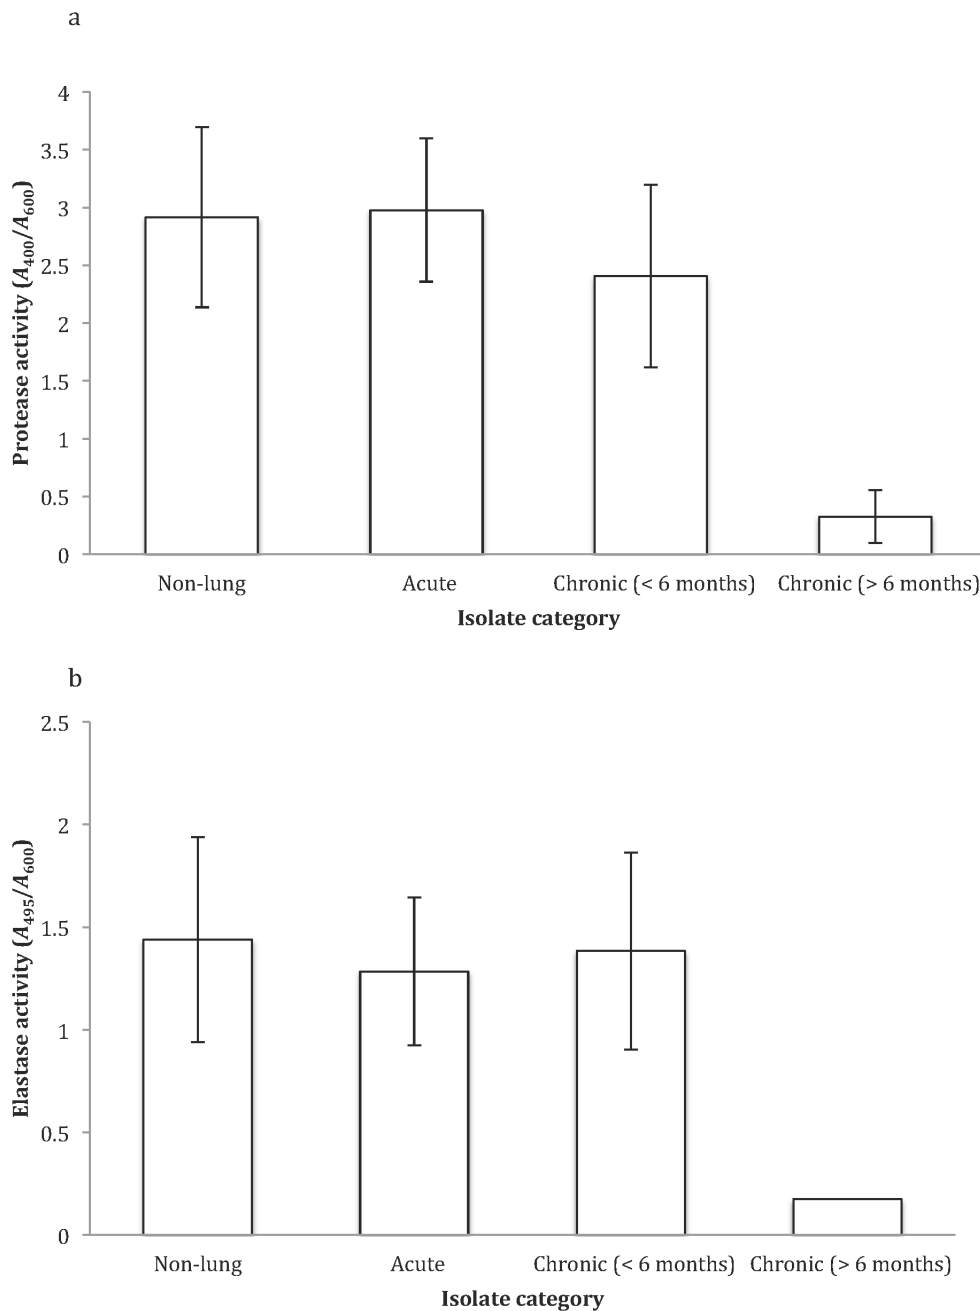 a
4
3.5
3
2.5
2
1.5
1
0.5
0
Protease activity (A400/A600)
Non-lung Acute Chronic (< 6 months) Chronic (> 6 months)
Isolate category
b
2.5
2
1.5
1
0.5
0
Elastase activity (A495/A600)
Non-lung Acute Chronic (< 6 months) Chronic (> 6 months)
Isolate category